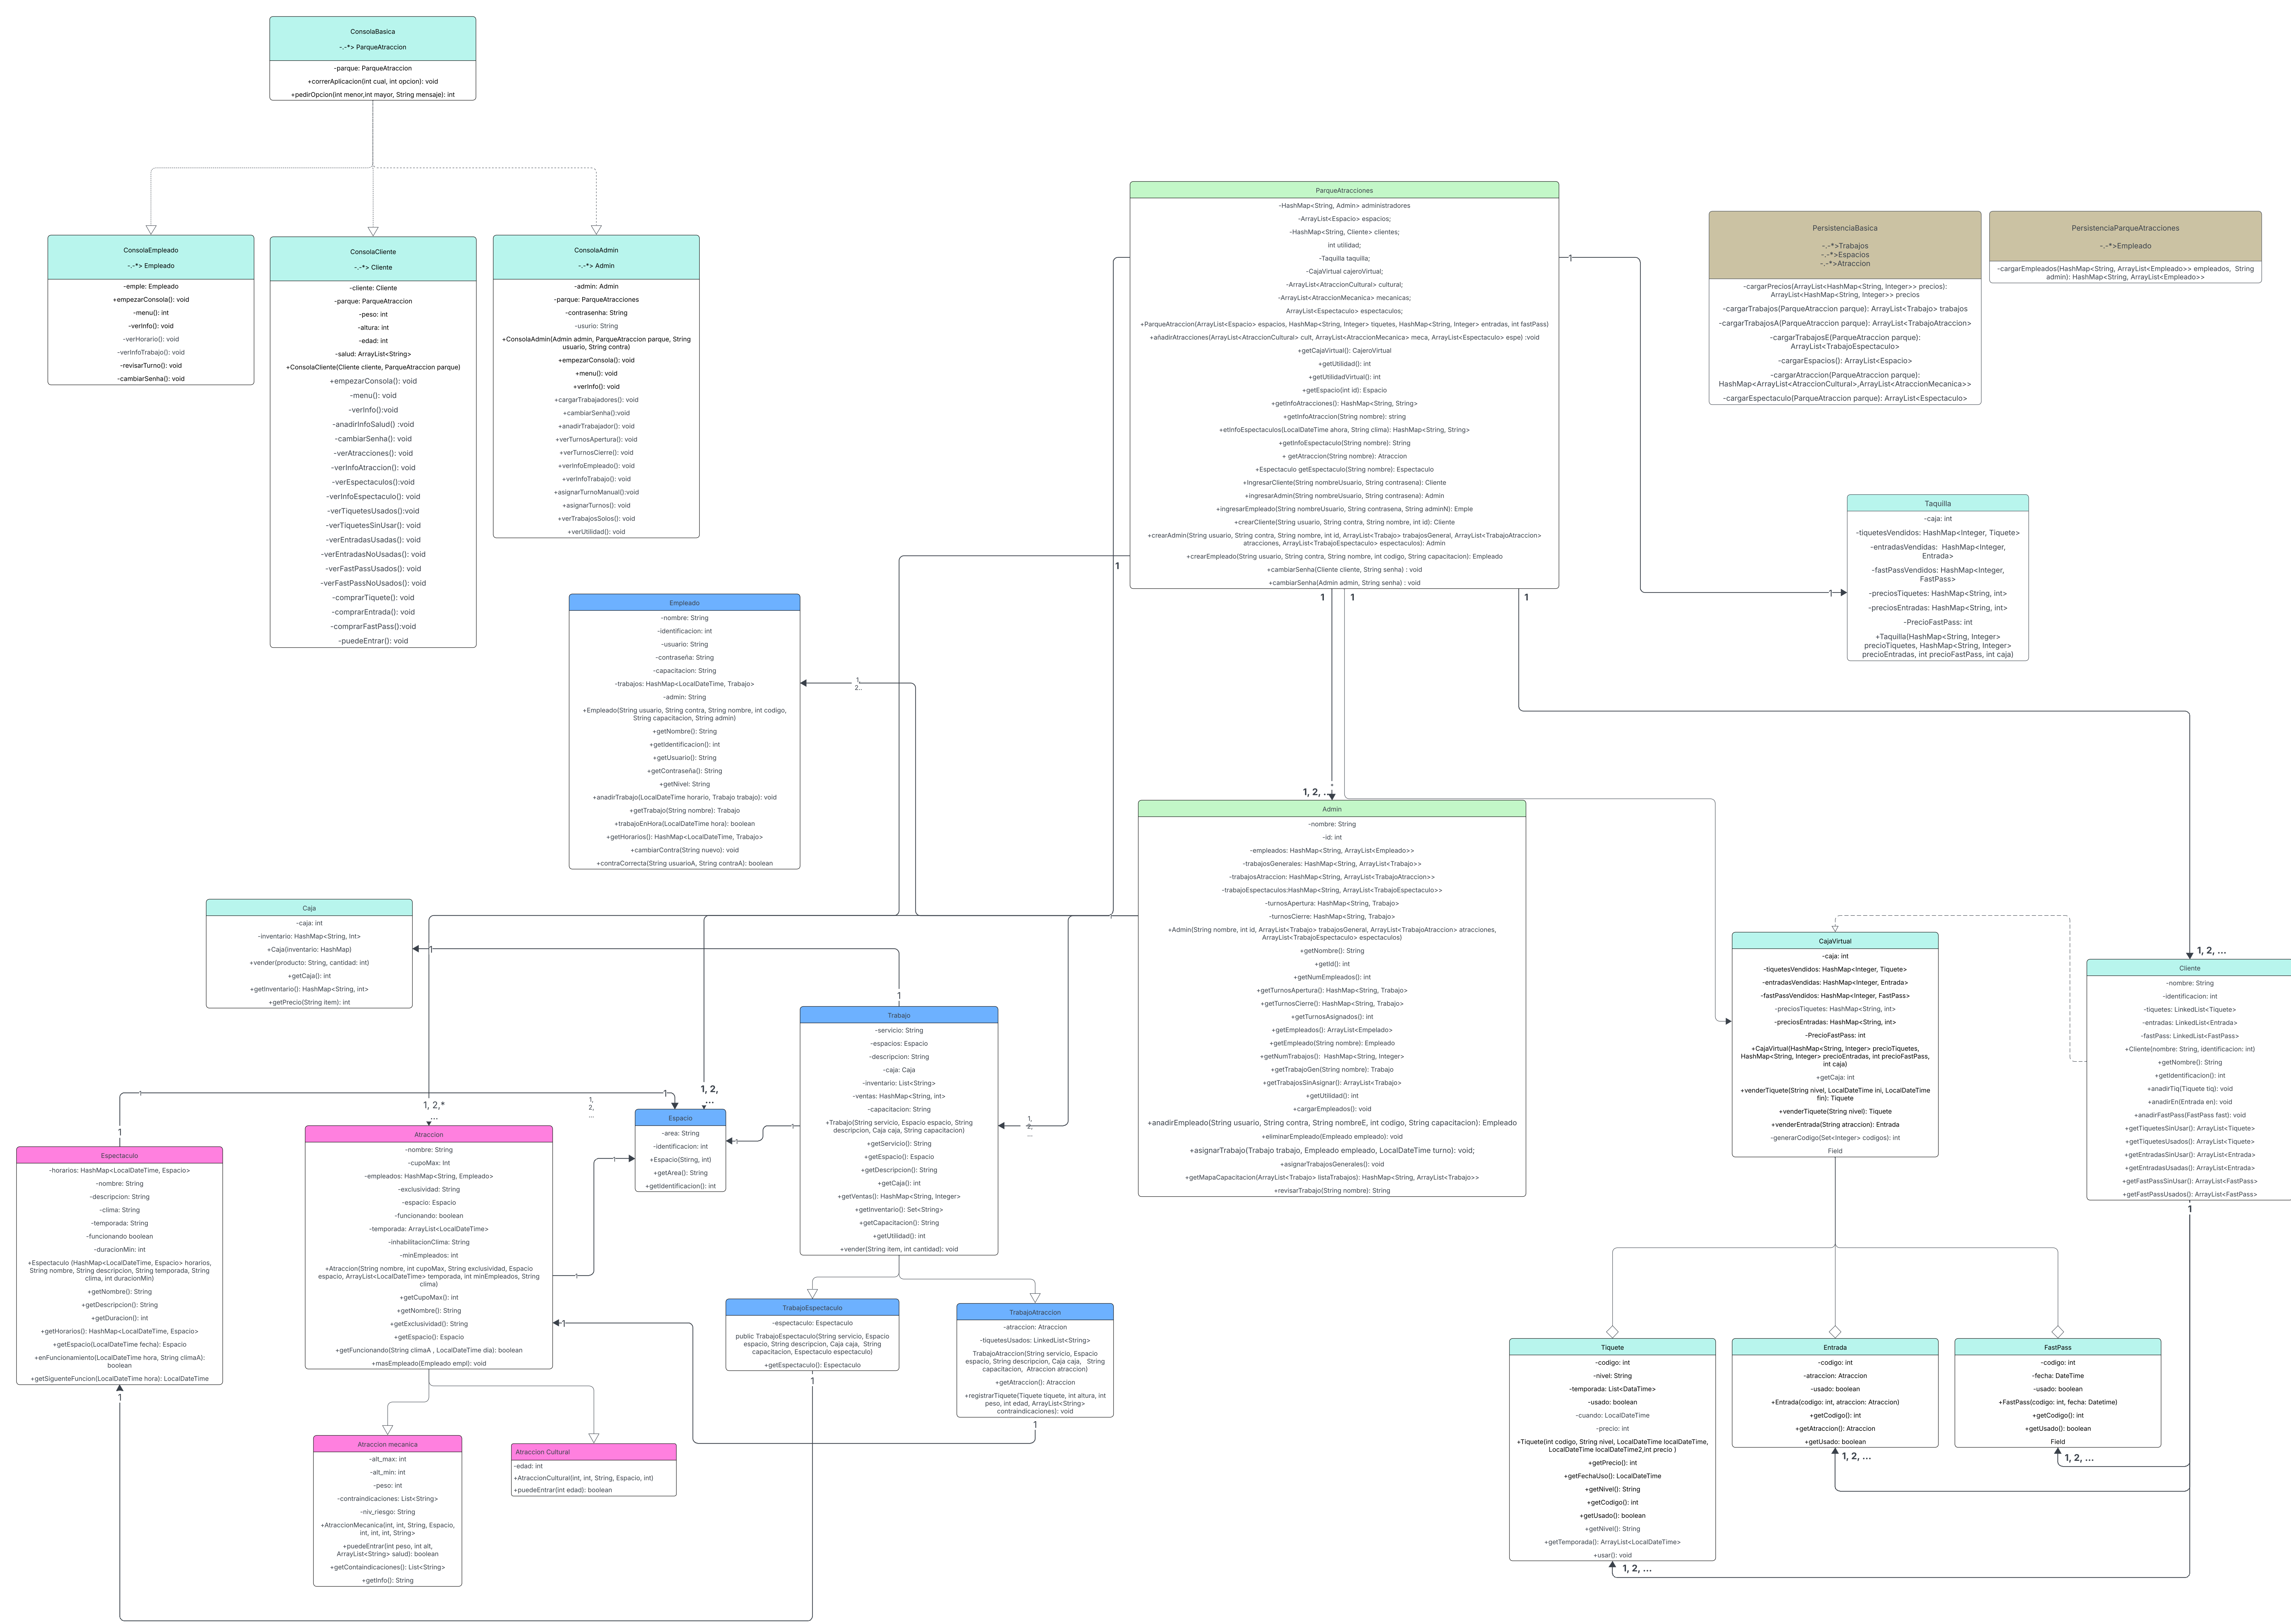 ConsolaBasica
-.-*> ParqueAtraccion
-parque: ParqueAtraccion
+correrAplicacion(int cual, int opcion): void
+pedirOpcion(int menor,int mayor, String mensaje): int
ConsolaEmpleado
-.-*> Empleado
-emple: Empleado
+empezarConsola(): void
-menu(): int
-verInfo(): void
-verHorario(): void
-verInfoTrabajo(): void
-revisarTurno(): void
-cambiarSenha(): void
ConsolaCliente
-.-*> Cliente
-cliente: Cliente
-parque: ParqueAtraccion
-peso: int
-altura: int
-edad: int
-salud: ArrayList<String>
+ConsolaCliente(Cliente cliente, ParqueAtraccion parque)
+empezarConsola(): void
-menu(): void
-verInfo():void
-anadirInfoSalud() :void
-cambiarSenha(): void
-verAtracciones(): void
-verInfoAtraccion(): void
-verEspectaculos():void
-verInfoEspectaculo(): void
-verTiquetesUsados():void
-verTiquetesSinUsar(): void
-verEntradasUsadas(): void
-verEntradasNoUsadas(): void
-verFastPassUsados(): void
-verFastPassNoUsados(): void
-comprarTiquete(): void
-comprarEntrada(): void
-comprarFastPass():void
-puedeEntrar(): void
ConsolaAdmin
-.-*> Admin
-admin: Admin
-parque: ParqueAtracciones
-contrasenha: String
-usurio: String
+ConsolaAdmin(Admin admin, ParqueAtraccion parque, String
usuario, String contra)
+empezarConsola(): void
+menu(): void
+verInfo(): void
+cargarTrabajadores(): void
+cambiarSenha():void
+anadirTrabajador(): void
+verTurnosApertura(): void
+verTurnosCierre(): void
+verInfoEmpleado(): void
+verInfoTrabajo(): void
+asignarTurnoManual():void
+asignarTurnos(): void
+verTrabajosSolos(): void
+verUtilidad(): void
ParqueAtracciones
-HashMap<String, Admin> administradores
-ArrayList<Espacio> espacios;
-HashMap<String, Cliente> clientes;
int utilidad;
-Taquilla taquilla;
-CajaVirtual cajeroVirtual;
-ArrayList<AtraccionCultural> cultural;
-ArrayList<AtraccionMecanica> mecanicas;
ArrayList<Espectaculo> espectaculos;
+ParqueAtraccion(ArrayList<Espacio> espacios, HashMap<String, Integer> tiquetes, HashMap<String, Integer> entradas, int fastPass)
+añadirAtracciones(ArrayList<AtraccionCultural> cult, ArrayList<AtraccionMecanica> meca, ArrayList<Espectaculo> espe) :void
+getCajaVirtual(): CajeroVirtual
+getUtilidad(): int
+getUtilidadVirtual(): int
+getEspacio(int id): Espacio
+getInfoAtracciones(): HashMap<String, String>
+getInfoAtraccion(String nombre): string
+etInfoEspectaculos(LocalDateTime ahora, String clima): HashMap<String, String>
+getInfoEspectaculo(String nombre): String
+ getAtraccion(String nombre): Atraccion
+Espectaculo getEspectaculo(String nombre): Espectaculo
+IngresarCliente(String nombreUsuario, String contrasena): Cliente
+ingresarAdmin(String nombreUsuario, String contrasena): Admin
+ingresarEmpleado(String nombreUsuario, String contrasena, String adminN): Emple
+crearCliente(String usuario, String contra, String nombre, int id): Cliente
+crearAdmin(String usuario, String contra, String nombre, int id, ArrayList<Trabajo> trabajosGeneral, ArrayList<TrabajoAtraccion>
atracciones, ArrayList<TrabajoEspectaculo> espectaculos): Admin
+crearEmpleado(String usuario, String contra, String nombre, int codigo, String capacitacion): Empleado
+cambiarSenha(Cliente cliente, String senha) : void
+cambiarSenha(Admin admin, String senha) : void
PersistenciaBasica
-.-*>Trabajos
-.-*>Espacios
-.-*>Atraccion
-cargarPrecios(ArrayList<HashMap<String, Integer>> precios):
ArrayList<HashMap<String, Integer>> precios
-cargarTrabajos(ParqueAtraccion parque): ArrayList<Trabajo> trabajos
-cargarTrabajosA(ParqueAtraccion parque): ArrayList<TrabajoAtraccion>
-cargarTrabajosE(ParqueAtraccion parque):
ArrayList<TrabajoEspectaculo>
-cargarEspacios(): ArrayList<Espacio>
-cargarAtraccion(ParqueAtraccion parque):
HashMap<ArrayList<AtraccionCultural>,ArrayList<AtraccionMecanica>>
-cargarEspectaculo(ParqueAtraccion parque): ArrayList<Espectaculo>
PersistenciaParqueAtracciones
-.-*>Empleado
-cargarEmpleados(HashMap<String, ArrayList<Empleado>> empleados,  String
admin): HashMap<String, ArrayList<Empleado>>
Taquilla
-caja: int
-tiquetesVendidos: HashMap<Integer, Tiquete>
-entradasVendidas:  HashMap<Integer,
Entrada>
-fastPassVendidos: HashMap<Integer,
FastPass>
-preciosTiquetes: HashMap<String, int>
-preciosEntradas: HashMap<String, int>
-PrecioFastPass: int
+Taquilla(HashMap<String, Integer>
precioTiquetes, HashMap<String, Integer>
precioEntradas, int precioFastPass, int caja)
1
1
1
1
1
1
Empleado
-nombre: String
-identificacion: int
-usuario: String
-contraseña: String
-capacitacion: String
-trabajos: HashMap<LocalDateTime, Trabajo>
-admin: String
+Empleado(String usuario, String contra, String nombre, int codigo,
String capacitacion, String admin)
+getNombre(): String
+getIdentificacion(): int
+getUsuario(): String
+getContraseña(): String
+getNivel: String
+anadirTrabajo(LocalDateTime horario, Trabajo trabajo): void
+getTrabajo(String nombre): Trabajo
+trabajoEnHora(LocalDateTime hora): boolean
+getHorarios(): HashMap<LocalDateTime, Trabajo>
+cambiarContra(String nuevo): void
+contraCorrecta(String usuarioA, String contraA): boolean
1,
2..
1, 2, ...
*
Admin
-nombre: String
-id: int
-empleados: HashMap<String, ArrayList<Empleado>>
-trabajosGenerales: HashMap<String, ArrayList<Trabajo>>
-trabajosAtraccion: HashMap<String, ArrayList<TrabajoAtraccion>>
-trabajoEspectaculos:HashMap<String, ArrayList<TrabajoEspectaculo>>
-turnosApertura: HashMap<String, Trabajo>
-turnosCierre: HashMap<String, Trabajo>
+Admin(String nombre, int id, ArrayList<Trabajo> trabajosGeneral, ArrayList<TrabajoAtraccion> atracciones,
ArrayList<TrabajoEspectaculo> espectaculos)
+getNombre(): String
+getId(): int
+getNumEmpleados(): int
+getTurnosApertura(): HashMap<String, Trabajo>
+getTurnosCierre(): HashMap<String, Trabajo>
+getTurnosAsignados(): int
+getEmpleados(): ArrayList<Empelado>
+getEmpleado(String nombre): Empleado
+getNumTrabajos():  HashMap<String, Integer>
+getTrabajoGen(String nombre): Trabajo
+getTrabajosSinAsignar(): ArrayList<Trabajo>
+getUtilidad(): int
+cargarEmpleados(): void
+anadirEmpleado(String usuario, String contra, String nombreE, int codigo, String capacitacion): Empleado
+eliminarEmpleado(Empleado empleado): void
+asignarTrabajo(Trabajo trabajo, Empleado empleado, LocalDateTime turno): void;
+asignarTrabajosGenerales(): void
+getMapaCapacitacion(ArrayList<Trabajo> listaTrabajos): HashMap<String, ArrayList<Trabajo>>
+revisarTrabajo(String nombre): String
Caja
-caja: int
-inventario: HashMap<String, Int>
+Caja(inventario: HashMap)
+vender(producto: String, cantidad: int)
+getCaja(): int
+getInventario(): HashMap<String, int>
+getPrecio(String item): int
1
1
1
Trabajo
-servicio: String
-espacios: Espacio
-descripcion: String
-caja: Caja
-inventario: List<String>
-ventas: HashMap<String, int>
-capacitacion: String
+Trabajo(String servicio, Espacio espacio, String
descripcion, Caja caja, String capacitacion)
+getServicio(): String
+getEspacio(): Espacio
+getDescripcion(): String
+getCaja(): int
+getVentas(): HashMap<String, Integer>
+getInventario(): Set<String>
+getCapacitacion(): String
+getUtilidad(): int
+vender(String item, int cantidad): void
CajaVirtual
-caja: int
-tiquetesVendidos: HashMap<Integer, Tiquete>
-entradasVendidas: HashMap<Integer, Entrada>
-fastPassVendidos: HashMap<Integer, FastPass>
-preciosTiquetes: HashMap<String, int>
-preciosEntradas: HashMap<String, int>
-PrecioFastPass: int
+CajaVirtual(HashMap<String, Integer> precioTiquetes,
HashMap<String, Integer> precioEntradas, int precioFastPass,
int caja)
+getCaja: int
+venderTiquete(String nivel, LocalDateTime ini, LocalDateTime
fin): Tiquete
+venderTiquete(String nivel): Tiquete
+venderEntrada(String atraccion): Entrada
-generarCodigo(Set<Integer> codigos): int
Field
1, 2, ...
Cliente
-nombre: String
-identificacion: int
-tiquetes: LinkedList<Tiquete>
-entradas: LinkedList<Entrada>
-fastPass: LinkedList<FastPass>
+Cliente(nombre: String, identificacion: int)
+getNombre(): String
+getIdentificacion(): int
+anadirTiq(Tiquete tiq): void
+anadirEn(Entrada en): void
+anadirFastPass(FastPass fast): void
+getTiquetesSinUsar(): ArrayList<Tiquete>
+getTiquetesUsados(): ArrayList<Tiquete>
+getEntradasSinUsar(): ArrayList<Entrada>
+getEntradasUsadas(): ArrayList<Entrada>
+getFastPassSinUsar(): ArrayList<FastPass>
+getFastPassUsados(): ArrayList<FastPass>
1
1
1
1
1,
2,
...
1, 2,
...
1, 2,*
...
1,
2,
...
Espacio
-area: String
-identificacion: int
+Espacio(Stirng, int)
+getArea(): String
+getIdentificacion(): int
1
1
1
1
Espectaculo
-horarios: HashMap<LocalDateTime, Espacio>
-nombre: String
-descripcion: String
-clima: String
-temporada: String
-funcionando boolean
-duracionMin: int
+Espectaculo (HashMap<LocalDateTime, Espacio> horarios,
String nombre, String descripcion, String temporada, String
clima, int duracionMin)
+getNombre(): String
+getDescripcion(): String
+getDuracion(): int
+getHorarios(): HashMap<LocalDateTime, Espacio>
+getEspacio(LocalDateTime fecha): Espacio
+enFuncionamiento(LocalDateTime hora, String climaA):
boolean
+getSiguenteFuncion(LocalDateTime hora): LocalDateTime
1
Atraccion
-nombre: String
-cupoMax: Int
-empleados: HashMap<String, Empleado>
-exclusividad: String
-espacio: Espacio
-funcionando: boolean
-temporada: ArrayList<LocalDateTime>
-inhabilitacionClima: String
-minEmpleados: int
+Atraccion(String nombre, int cupoMax, String exclusividad, Espacio
espacio, ArrayList<LocalDateTime> temporada, int minEmpleados, String
clima)
+getCupoMax(): int
+getNombre(): String
+getExclusividad(): String
+getEspacio(): Espacio
+getFuncionando(String climaA , LocalDateTime dia): boolean
+masEmpleado(Empleado empl): void
1
TrabajoEspectaculo
-espectaculo: Espectaculo
public TrabajoEspectaculo(String servicio, Espacio
espacio, String descripcion, Caja caja,  String
capacitacion, Espectaculo espectaculo)
+getEspectaculo(): Espectaculo
1
TrabajoAtraccion
-atraccion: Atraccion
-tiquetesUsados: LinkedList<String>
TrabajoAtraccion(String servicio, Espacio
espacio, String descripcion, Caja caja,   String
capacitacion,  Atraccion atraccion)
+getAtraccion(): Atraccion
+registrarTiquete(Tiquete tiquete, int altura, int
peso, int edad, ArrayList<String>
contraindicaciones): void
1
Atraccion mecanica
-alt_max: int
-alt_min: int
-peso: int
-contraindicaciones: List<String>
-niv_riesgo: String
+AtraccionMecanica(int, int, String, Espacio,
int, int, int, String>
+puedeEntrar(int peso, int alt,
ArrayList<String> salud): boolean
+getContaindicaciones(): List<String>
+getInfo(): String
Atraccion Cultural
-edad: int
+AtraccionCultural(int, int, String, Espacio, int)
+puedeEntrar(int edad): boolean
Tiquete
-codigo: int
-nivel: String
-temporada: List<DataTime>
-usado: boolean
-cuando: LocalDateTime
-precio: int
+Tiquete(int codigo, String nivel, LocalDateTime localDateTime,
LocalDateTime localDateTime2,int precio )
+getPrecio(): int
+getFechaUso(): LocalDateTime
+getNivel(): String
+getCodigo(): int
+getUsado(): boolean
+getNivel(): String
+getTemporada(): ArrayList<LocalDateTime>
+usar(): void
1, 2, ...
Entrada
-codigo: int
-atraccion: Atraccion
-usado: boolean
+Entrada(codigo: int, atraccion: Atraccion)
+getCodigo(): int
+getAtraccion(): Atraccion
+getUsado: boolean
1, 2, ...
FastPass
-codigo: int
-fecha: DateTime
-usado: boolean
+FastPass(codigo: int, fecha: Datetime)
+getCodigo(): int
+getUsado(): boolean
Field
1, 2, ...